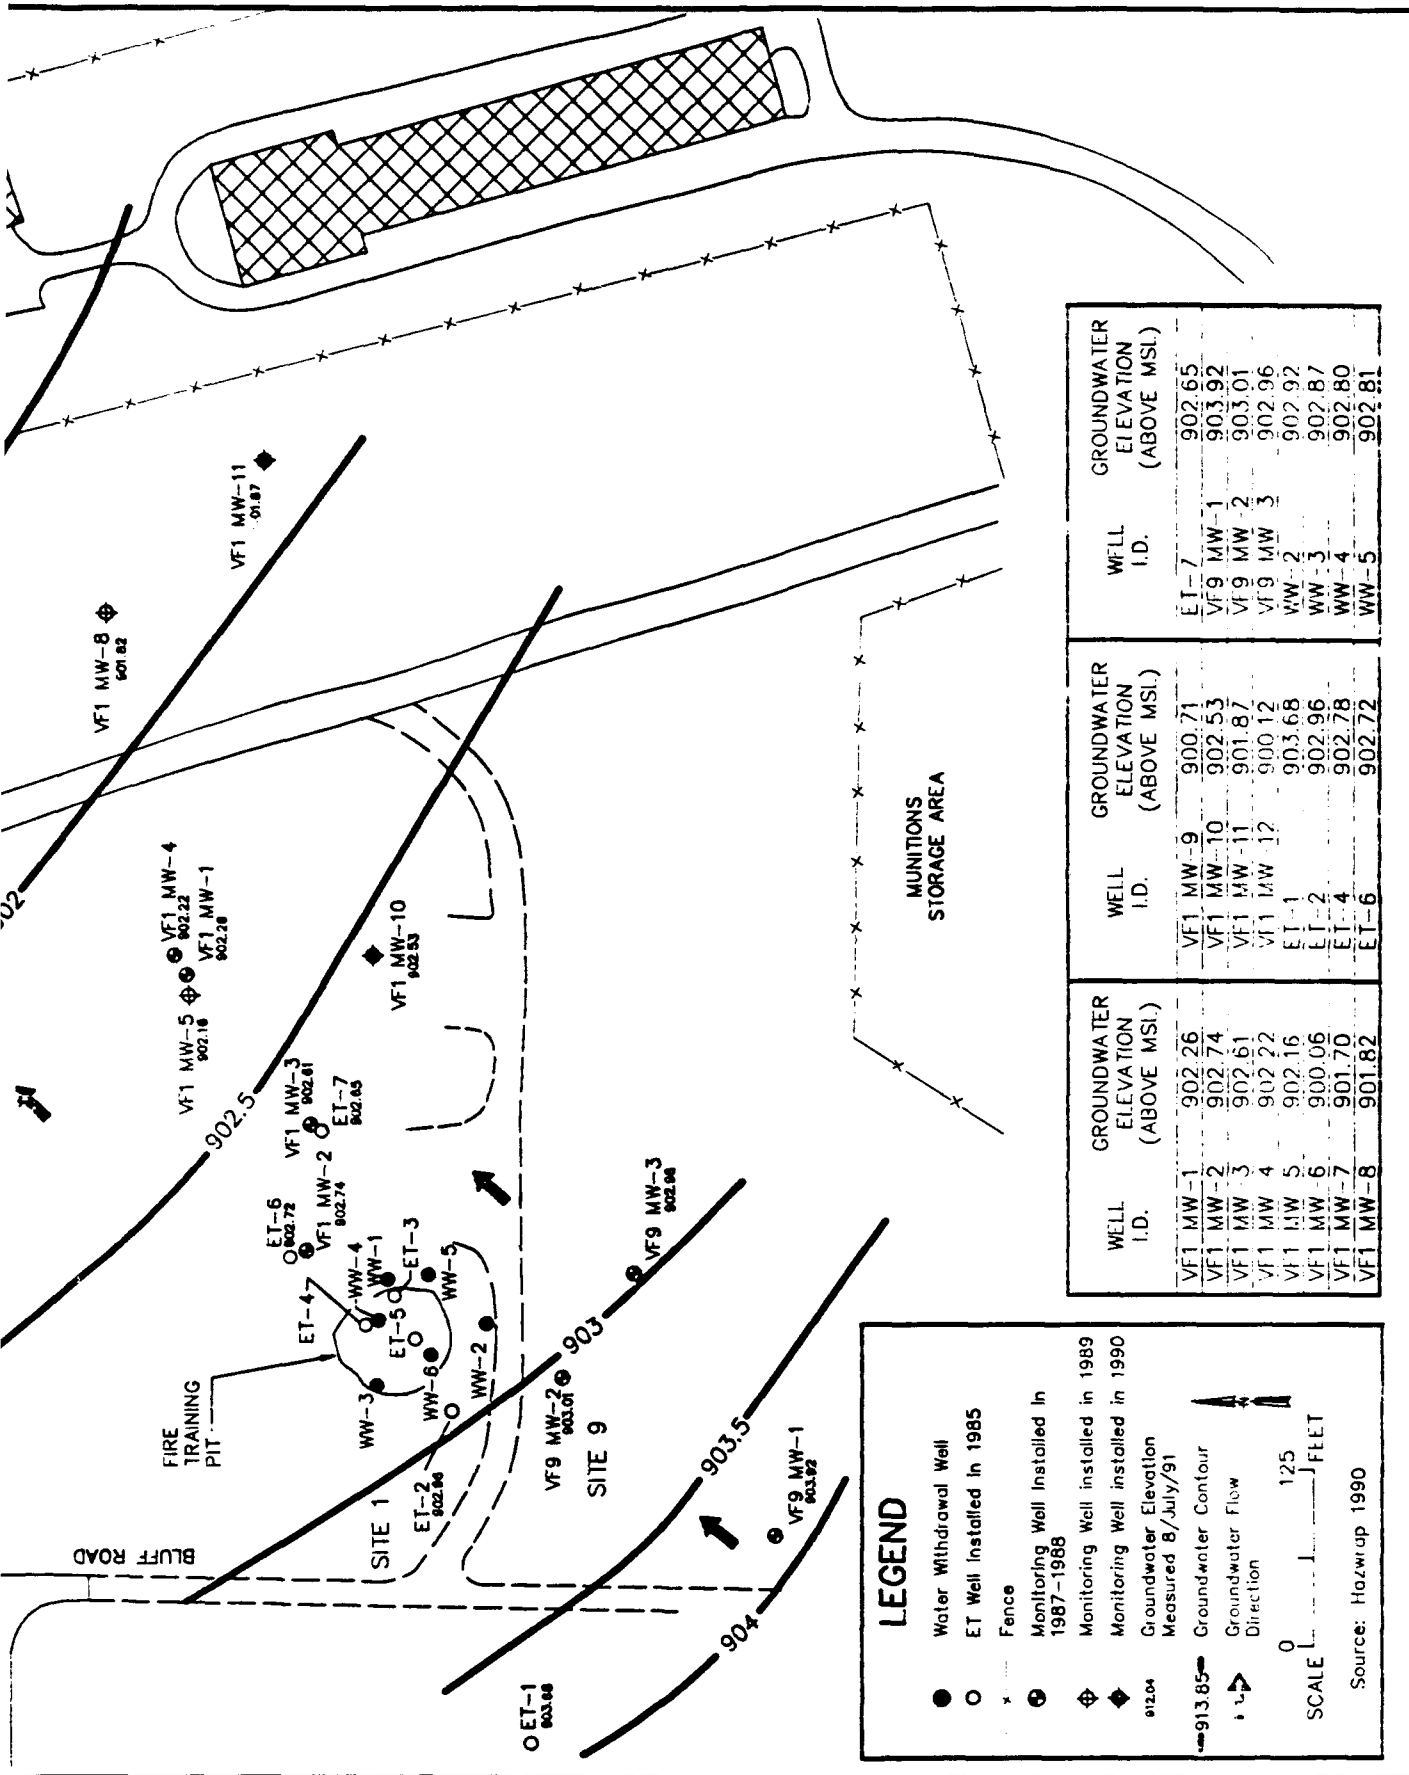 VF1 MW-11
VF1 MW-8
901.82
902
VF1 MW-4
902.22
VF1 MW-1
902.26
VF1 MW-5
902.16
VF1 MW-10
902.53
902.5
VF1 MW-3
902.61
ET-7
902.65
ET-6
902.72
VF1 MW-2
902.74
ET-4
WW-4
WW-1
ET-3
ET-5
WW-5
WW-3
WW-6
WW-2
FIRE
TRAINING
PIT
ET-2
902.96
SITE 1
BLUFF ROAD
903
VF9 MW-3
902.96
VF9 MW-2
903.01
SITE 9
903.5
VF9 MW-1
903.92
904
ET-1
903.68
MUNITIONS
STORAGE AREA
LEGEND
Water Withdrawal Well
ET Well Installed In 1985
x Fence
Monitoring Well Installed In
1987-1988
Monitoring Well installed in 1989
Monitoring Well installed in 1990
912.04 Groundwater Elevation
Measured 8/July/91
913.85 Groundwater Contour
Groundwater Flow
Direction
N
0 125
SCALE FEET
Source: Hazwrap 1990
WELL I.D. GROUNDWATER ELEVATION (ABOVE MSL)
VF1 MW-1 902.26
VF1 MW-2 902.74
VF1 MW-3 902.61
VF1 MW 4 902.22
VF1 MW 5 902.16
VF1 MW-6 900.06
VF1 MW-7 901.70
VF1 MW-8 901.82
WELL I.D. GROUNDWATER ELEVATION (ABOVE MSL)
VF1 MW-9 900.71
VF1 MW-10 902.53
VF1 MW-11 901.87
VF1 MW 12 900.12
ET-1 903.68
ET-2 902.96
ET-4 902.78
ET-6 902.72
WELL I.D. GROUNDWATER ELEVATION (ABOVE MSL)
ET-7 902.65
VF9 MW-1 903.92
VF9 MW-2 903.01
VF9 MW 3 902.96
WW-2 902.92
WW-3 902.87
WW-4 902.80
WW-5 902.81